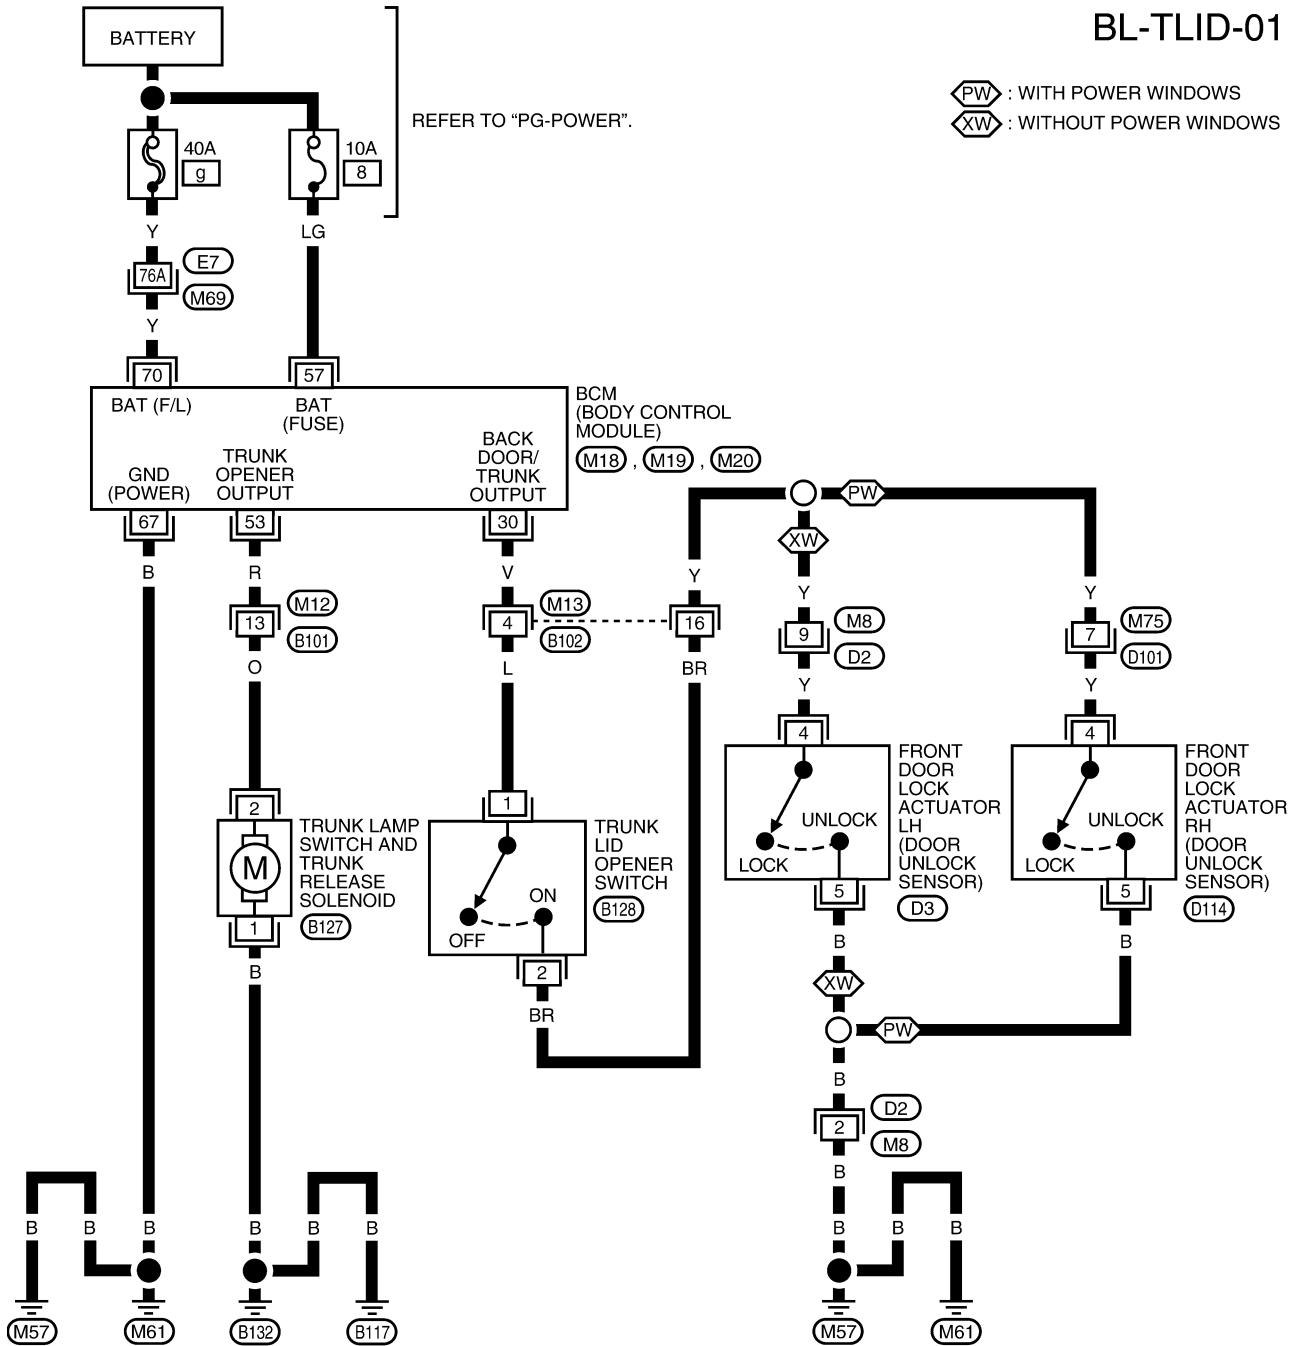 BL-TLID-01
BATTERY
PW : WITH POWER WINDOWS
XW : WITHOUT POWER WINDOWS
REFER TO “PG-POWER”.
40A
g
10A
8
Y
LG
76A
E7
M69
Y
70
57
BAT (F/L)
BAT
(FUSE)
BCM
(BODY CONTROL
MODULE)
M18 , M19 , M20
GND
(POWER)
TRUNK
OPENER
OUTPUT
BACK
DOOR/
TRUNK
OUTPUT
67
53
30
PW
XW
B
R
V
Y
Y
Y
13
M12
B101
4
M13
B102
16
9
M8
D2
7
M75
D101
O
L
BR
Y
Y
2
1
4
4
M
TRUNK LAMP
SWITCH AND
TRUNK
RELEASE
SOLENOID
B127
1
TRUNK
LID
OPENER
SWITCH
B128
ON
OFF
2
UNLOCK
LOCK
FRONT
DOOR
LOCK
ACTUATOR
LH
(DOOR
UNLOCK
SENSOR)
D3
5
UNLOCK
LOCK
FRONT
DOOR
LOCK
ACTUATOR
RH
(DOOR
UNLOCK
SENSOR)
D114
5
B
BR
B
B
XW
PW
B
2
D2
M8
B
B
B
B
B
B
B
B
B
B
M57
M61
B132
B117
M57
M61